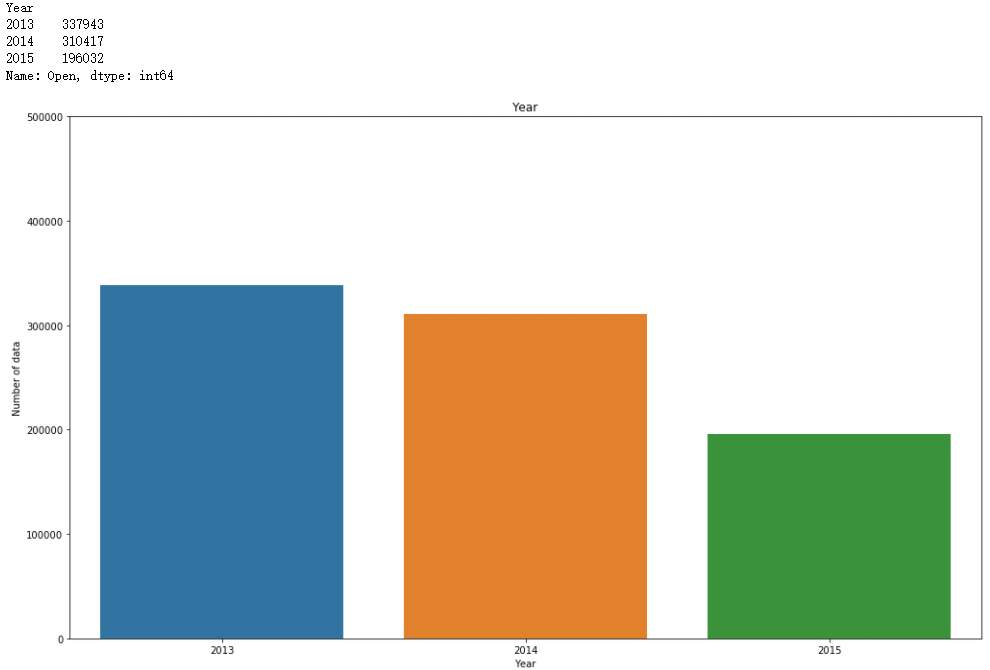 Year
2013    337943
2014    310417
2015    196032
Name: Open, dtype: int64
Year
500000
400000
300000
200000
100000
0
Number of data
2013
2014
2015
Year